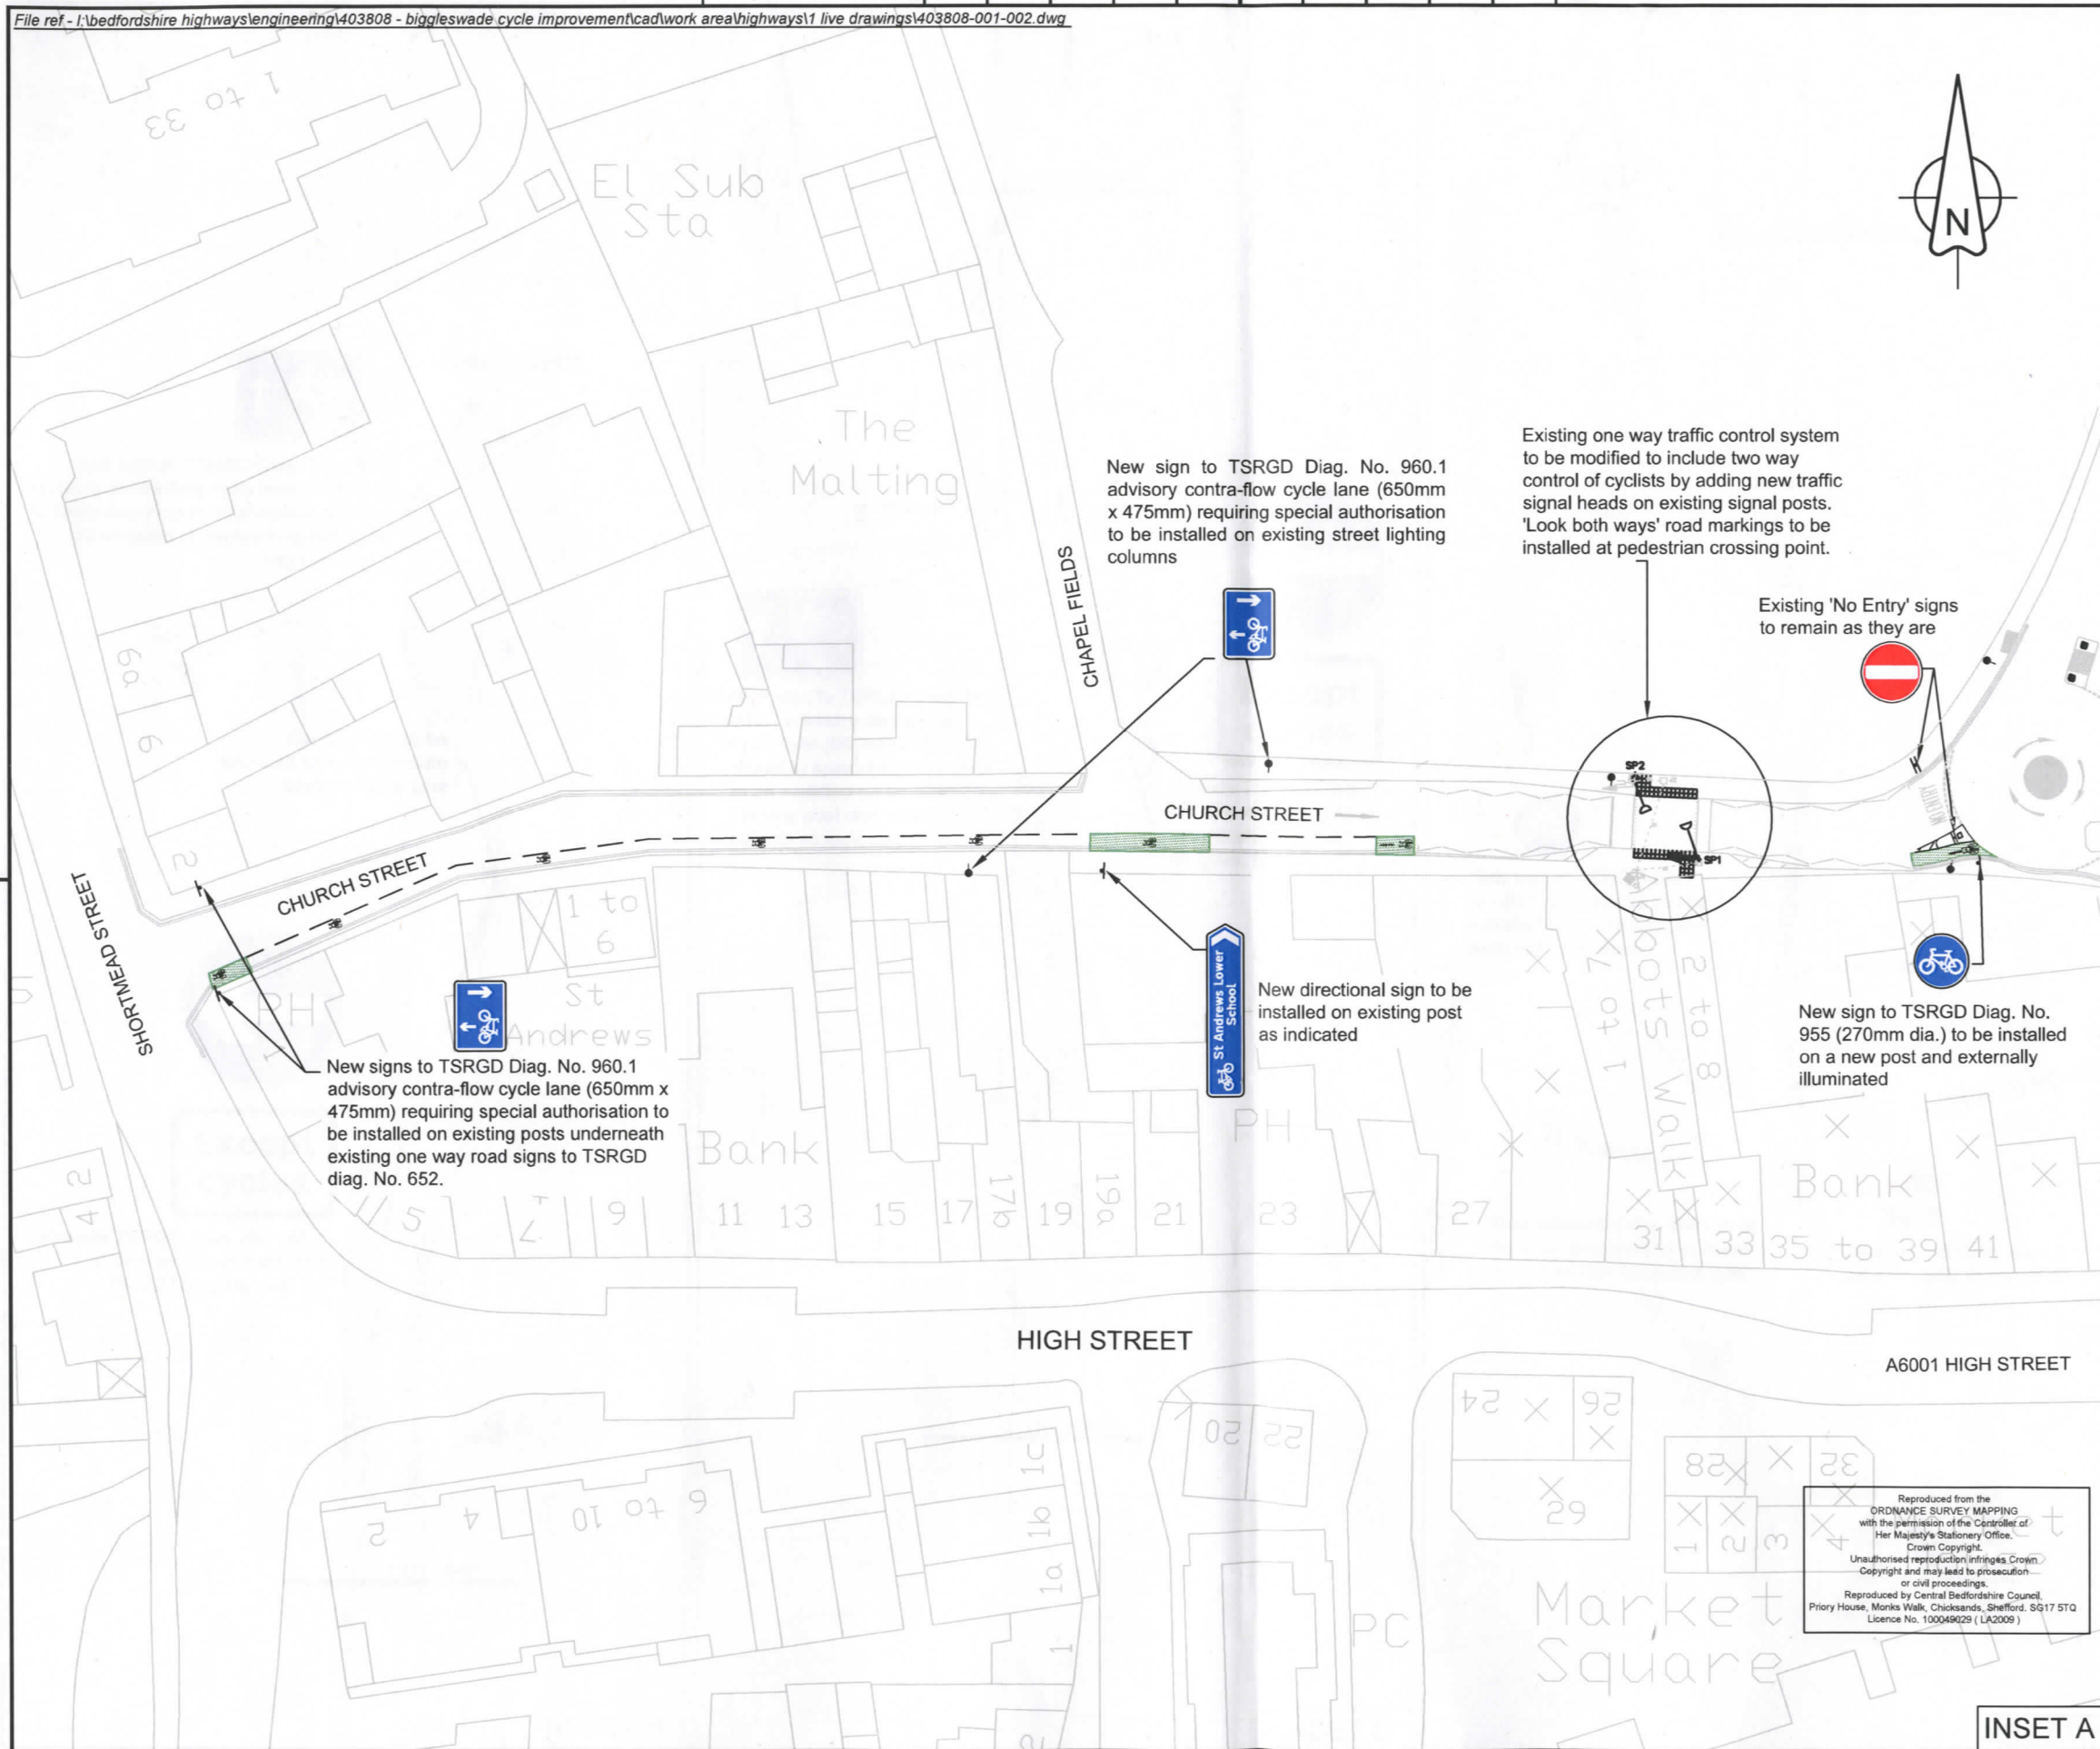 File ref - I:\bedfordshire highways\engineering\403808 - biggleswade cycle improvement\cad\work area\highways\1 live drawings\403808-001-002.dwg
1 to 33
El Sub
Sta
N
The
Malting
New sign to TSRGD Diag. No. 960.1
advisory contra-flow cycle lane (650mm
x 475mm) requiring special authorisation
to be installed on existing street lighting
columns
Existing one way traffic control system
to be modified to include two way
control of cyclists by adding new traffic
signal heads on existing signal posts.
'Look both ways' road markings to be
installed at pedestrian crossing point.
Existing 'No Entry' signs
to remain as they are
CHAPEL FIELDS
6a
6
2
SP2
SP1
NO ENTRY
CHURCH STREET
CHURCH STREET
SHORTMEAD STREET
1 to
6
PH
1
St
Andrews
New signs to TSRGD Diag. No. 960.1
advisory contra-flow cycle lane (650mm x
475mm) requiring special authorisation to
be installed on existing posts underneath
existing one way road signs to TSRGD
diag. No. 652.
St Andrews Lower
School
New directional sign to be
installed on existing post
as indicated
1 to 7
Abbots Walk
2 to 8
New sign to TSRGD Diag. No.
955 (270mm dia.) to be installed
on a new post and externally
illuminated
PH
Bank
Bank
42
5
7
9
11
13
15
17
17a
19
19a
21
23
27
31
33
35 to 39
41
HIGH STREET
A6001 HIGH STREET
2
4
6 to 10
1c
1b
1a
1
20
22
24
26
29
28
32
1
2
3
4
PC
Market
Square
Reproduced from the
ORDNANCE SURVEY MAPPING
with the permission of the Controller of
Her Majesty's Stationery Office.
Crown Copyright.
Unauthorised reproduction infringes Crown
Copyright and may lead to prosecution
or civil proceedings.
Reproduced by Central Bedfordshire Council,
Priory House, Monks Walk, Chicksands, Shefford. SG17 5TQ
Licence No. 100049029 ( LA2009 )
INSET A